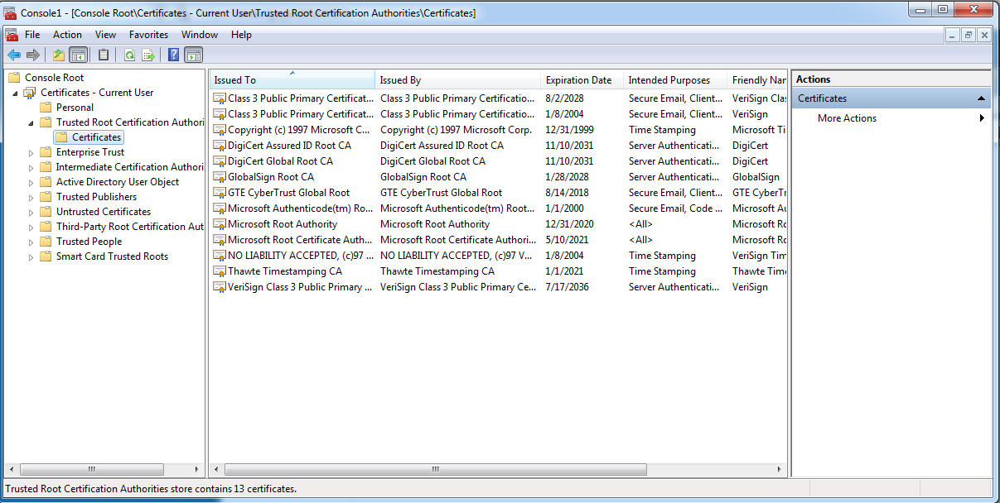 Console1 - [Console Root\Certificates - Current User\Trusted Root Certification Authorities\Certificates]
File Action View Favorites Window Help
Console Root
Certificates - Current User
Personal
Trusted Root Certification Authori
Certificates
Enterprise Trust
Intermediate Certification Authori
Active Directory User Object
Trusted Publishers
Untrusted Certificates
Third-Party Root Certification Aut
Trusted People
Smart Card Trusted Roots
Issued To Issued By Expiration Date Intended Purposes Friendly Nar
Class 3 Public Primary Certificat... Class 3 Public Primary Certificatio... 8/2/2028 Secure Email, Client... VeriSign Clas
Class 3 Public Primary Certificat... Class 3 Public Primary Certificatio... 1/8/2004 Secure Email, Client... VeriSign
Copyright (c) 1997 Microsoft C... Copyright (c) 1997 Microsoft Corp. 12/31/1999 Time Stamping Microsoft Ti
DigiCert Assured ID Root CA DigiCert Assured ID Root CA 11/10/2031 Server Authenticati... DigiCert
DigiCert Global Root CA DigiCert Global Root CA 11/10/2031 Server Authenticati... DigiCert
GlobalSign Root CA GlobalSign Root CA 1/28/2028 Server Authenticati... GlobalSign
GTE CyberTrust Global Root GTE CyberTrust Global Root 8/14/2018 Secure Email, Client... GTE CyberTr
Microsoft Authenticode(tm) Ro... Microsoft Authenticode(tm) Root... 1/1/2000 Secure Email, Code ... Microsoft Au
Microsoft Root Authority Microsoft Root Authority 12/31/2020 <All> Microsoft Ro
Microsoft Root Certificate Auth... Microsoft Root Certificate Authori... 5/10/2021 <All> Microsoft Ro
NO LIABILITY ACCEPTED, (c)97 ... NO LIABILITY ACCEPTED, (c)97 V... 1/8/2004 Time Stamping VeriSign Tim
Thawte Timestamping CA Thawte Timestamping CA 1/1/2021 Time Stamping Thawte Time
VeriSign Class 3 Public Primary ... VeriSign Class 3 Public Primary Ce... 7/17/2036 Server Authenticati... VeriSign
Actions
Certificates
More Actions
Trusted Root Certification Authorities store contains 13 certificates.